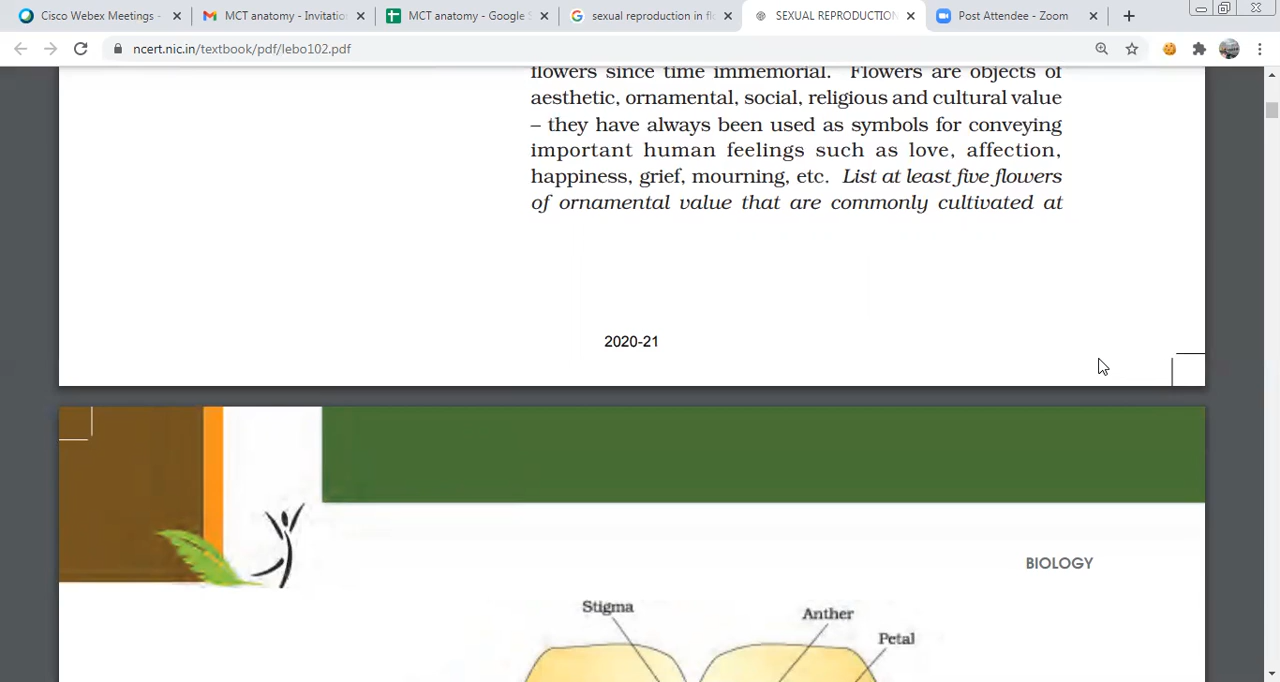 Cisco Webex Meetings -
MCT anatomy - Invitatio
MCT anatomy - Google S
sexual reproduction in fl
SEXUAL REPRODUCTION
Post Attendee - Zoom
ncert.nic.in/textbook/pdf/lebo102.pdf
flowers since time immemorial. Flowers are objects of
aesthetic, ornamental, social, religious and cultural value
– they have always been used as symbols for conveying
important human feelings such as love, affection,
happiness, grief, mourning, etc. List at least five flowers
of ornamental value that are commonly cultivated at
2020-21
BIOLOGY
Stigma
Anther
Petal